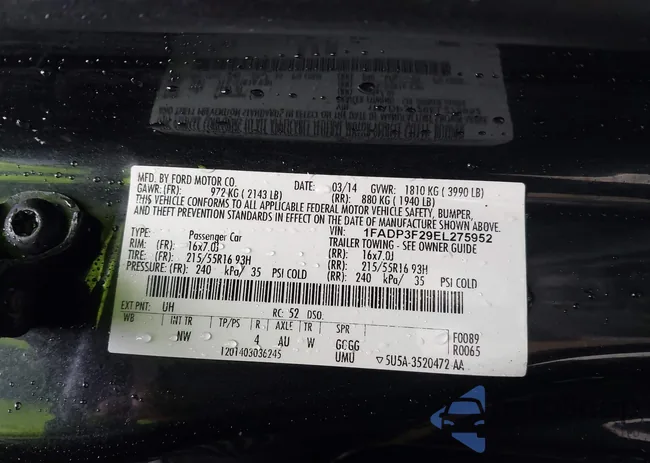 MFD. BY FORD MOTOR CO.
DATE: 03/14 GVWR: 1810 KG ( 3990 LB)
GAWR: (FR): 972 KG ( 2143 LB) (RR): 880 KG ( 1940 LB)
THIS VEHICLE CONFORMS TO ALL APPLICABLE FEDERAL MOTOR VEHICLE SAFETY, BUMPER,
AND THEFT PREVENTION STANDARDS IN EFFECT ON THE DATE OF MANUFACTURE SHOWN ABOVE.
VIN: 1FADP3F29EL275952
TYPE: Passenger Car TRAILER TOWING - SEE OWNER GUIDE
RIM: (FR): 16x7.0J (RR): 16x7.0J
TIRE: (FR): 215/55R16 93H (RR): 215/55R16 93H
PRESSURE: (FR): 240 kPa/ 35 PSI COLD (RR): 240 kPa/ 35 PSI COLD
EXT PNT: UH RC: 52 DSO:
WB INT TR TP/PS R AXLE TR SPR F0089
NW 4 AU W GGGG R0065
1201403036245 UMU ▽5U5A-3520472-AA